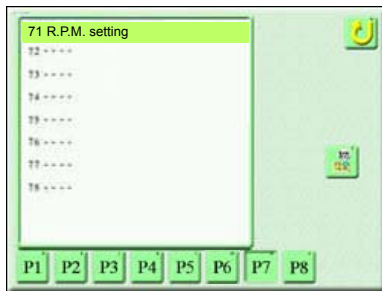 71 R.P.M. setting
72 - - - -
73 - - - -
74 - - - -
75 - - - -
76 - - - -
77 - - - -
78 - - - -
P1 P2 P3 P4 P5 P6 P7 P8